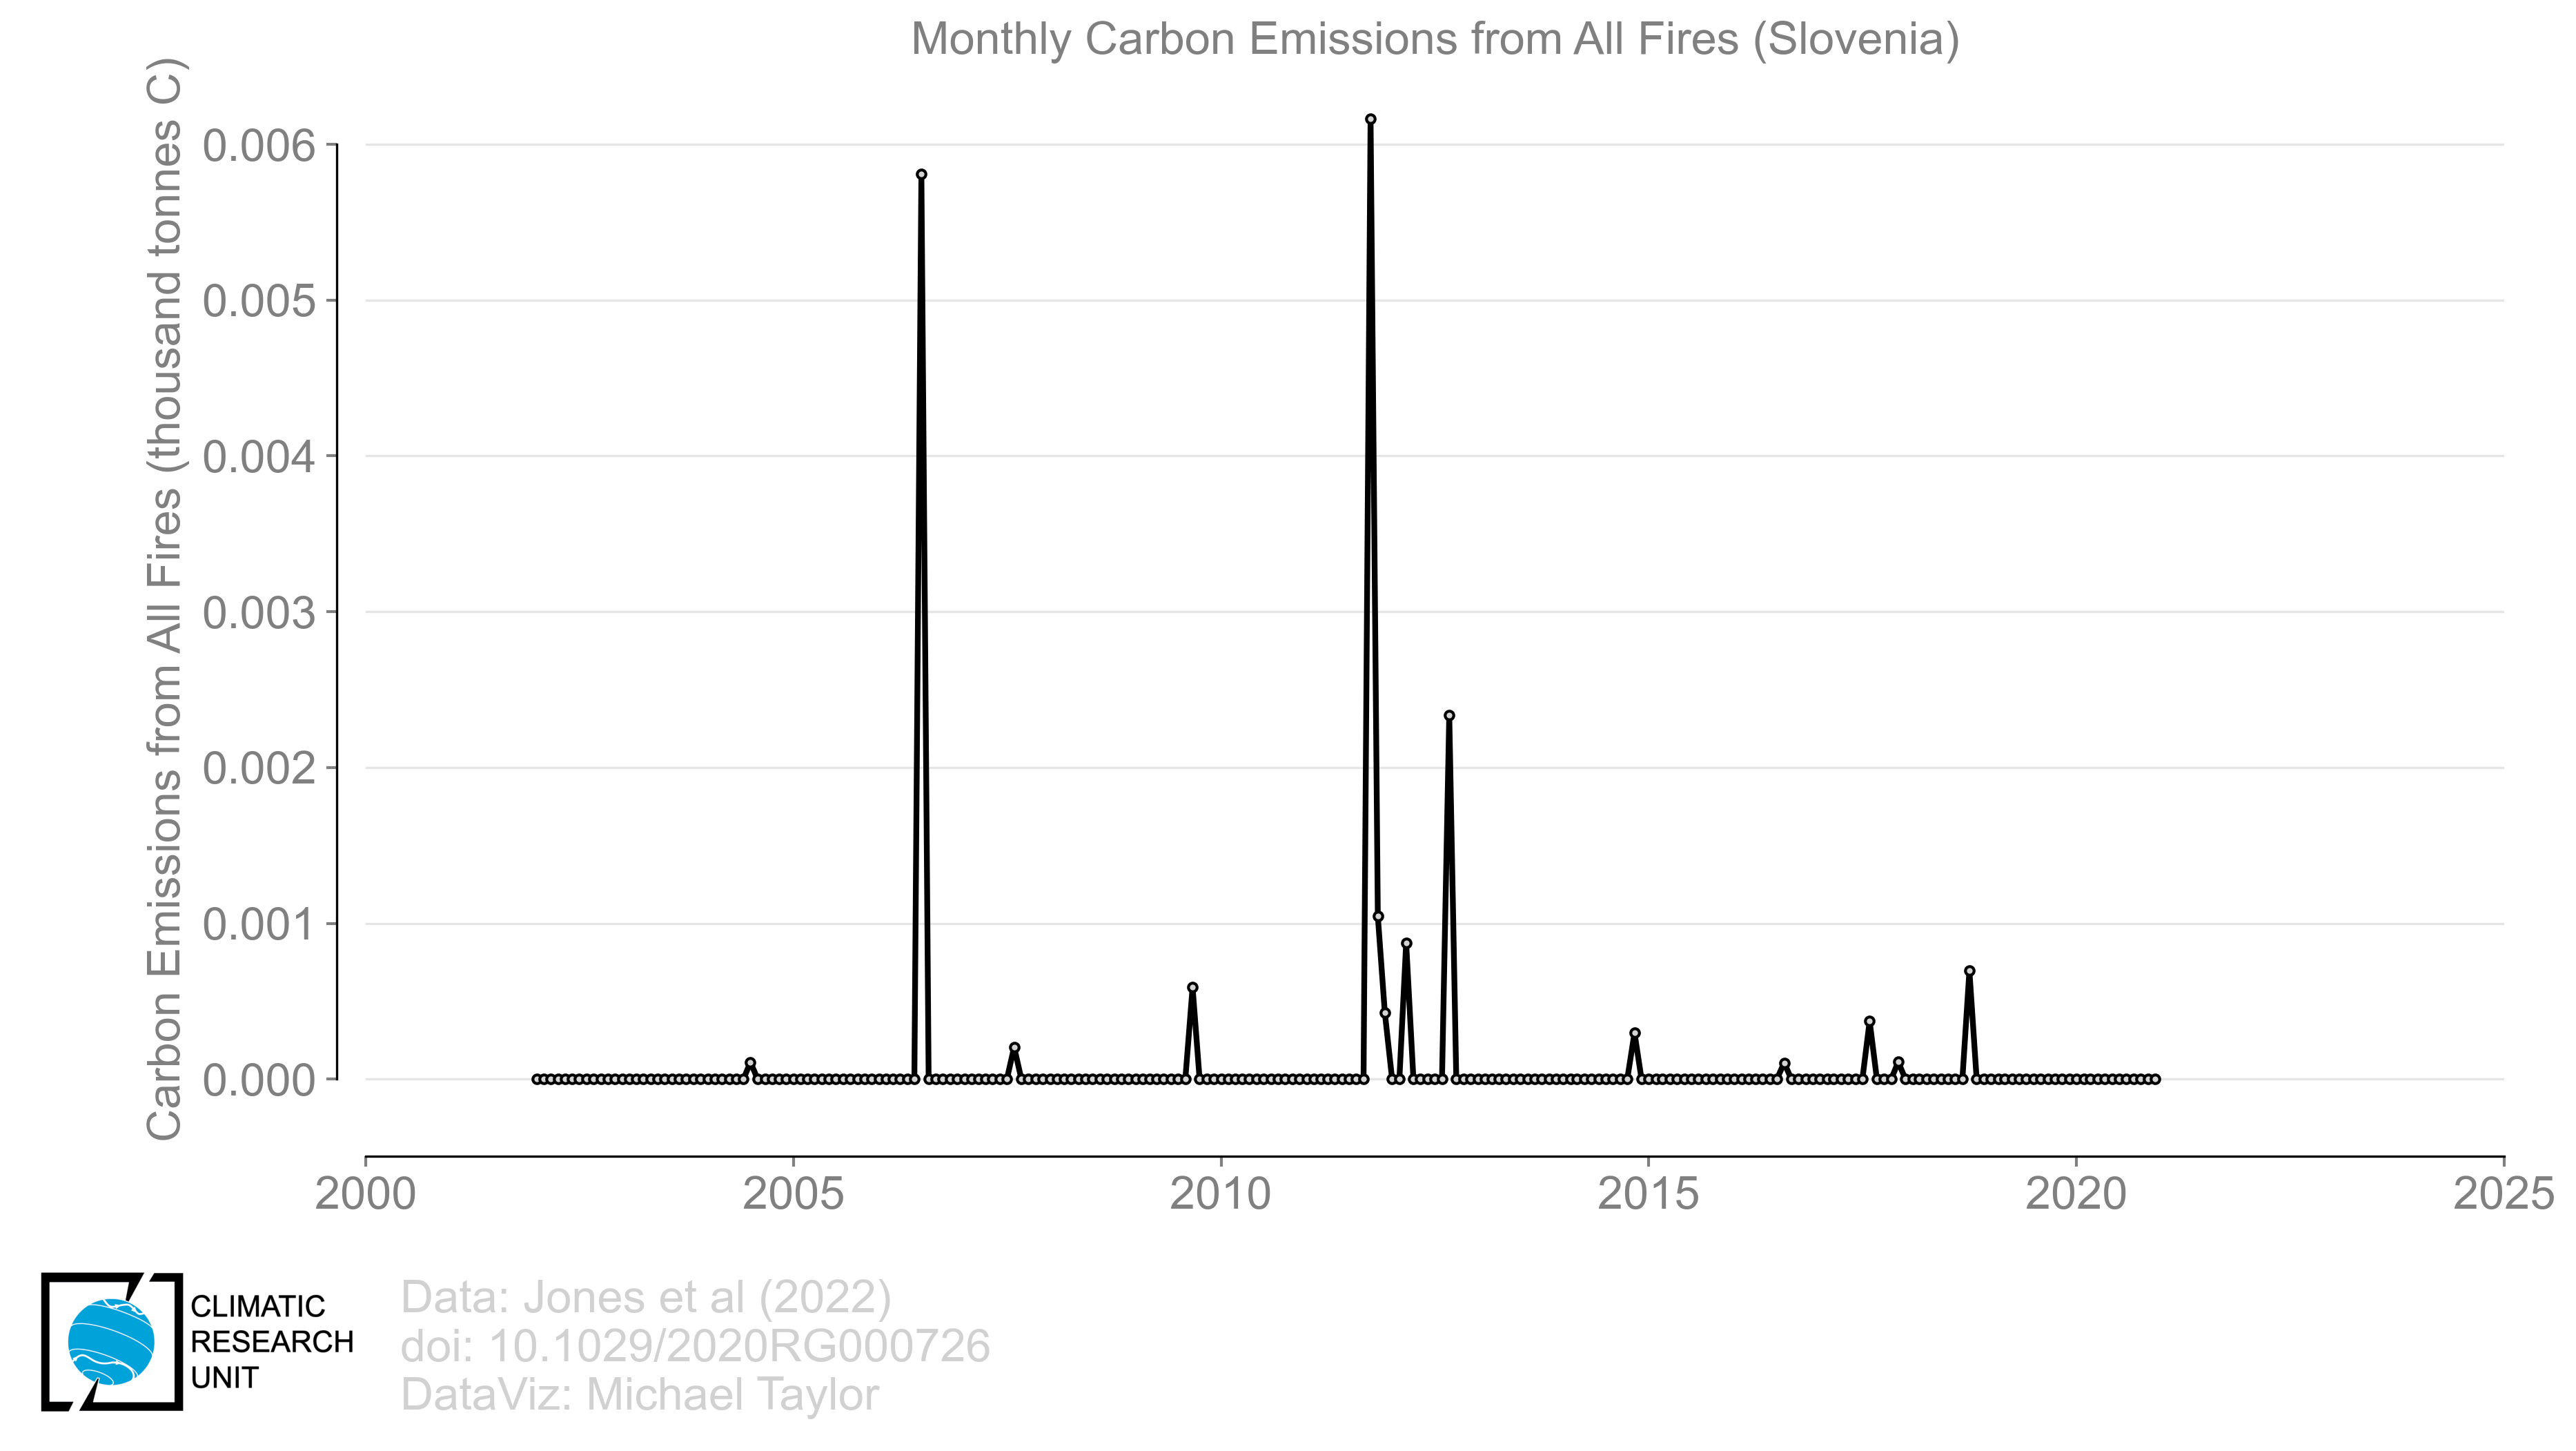 Monthly Carbon Emissions from All Fires (Slovenia)
Carbon Emissions from All Fires (thousand tonnes C)
0.006
0.005
0.004
0.003
0.002
0.001
0.000
2000
2005
2010
2015
2020
2025
CLIMATIC
RESEARCH
UNIT
Data: Jones et al (2022)
doi: 10.1029/2020RG000726
DataViz: Michael Taylor